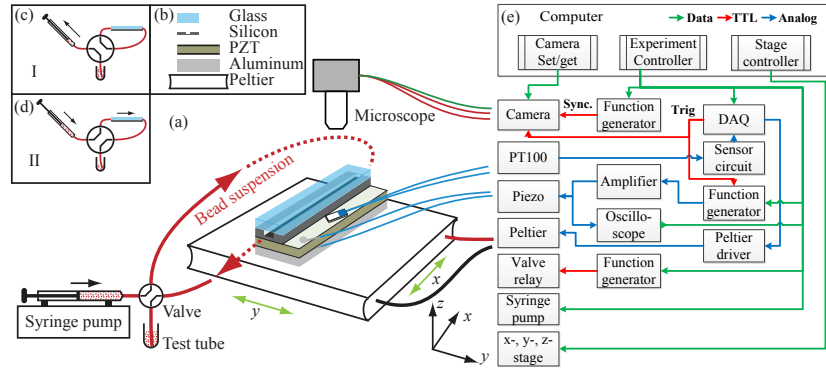 (c)
I
(d)
II
(b)
Glass
Silicon
PZT
Aluminum
Peltier
(a)
Microscope
Bead suspension
Syringe pump
Valve
Test tube
y
x
z
x
y
(e)
Computer
Data
TTL
Analog
Camera
Set/get
Experiment
Controller
Stage
controller
Camera
Sync.
Function
generator
Trig
DAQ
PT100
Sensor
circuit
Piezo
Amplifier
Function
generator
Oscillo-
scope
Peltier
Peltier
driver
Valve
relay
Function
generator
Syringe
pump
x-, y-, z-
stage